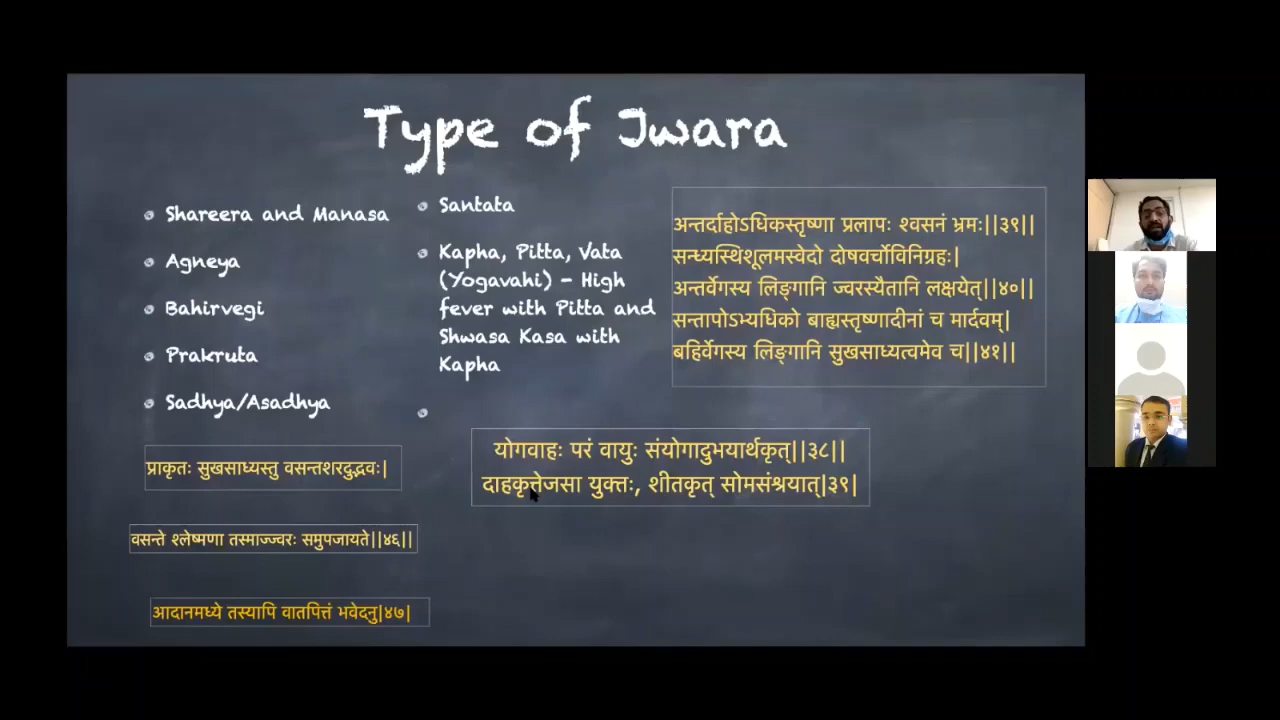 Type of Jwara
Shareera and Manasa
Agneya
Bahirvegi
Prakruta
Sadhya/Asadhya
Santata
Kapha, Pitta, Vata
(Yogavahi) - High
fever with Pitta and
Shwasa Kasa with
Kapha
अन्तर्दाहोऽधिकस्तृष्णा प्रलापः श्वसनं भ्रमः||३९||
सन्ध्यस्थिशूलमस्वेदो दोषवर्चोविनिग्रहः|
अन्तर्वेगस्य लिङ्गानि ज्वरस्यैतानि लक्षयेत्||४०||
सन्तापोऽभ्यधिको बाह्यस्तृष्णादीनां च मार्दवम्|
बहिर्वेगस्य लिङ्गानि सुखसाध्यत्वमेव च||४१||
योगवाहः परं वायुः संयोगादुभयार्थकृत्||३८||
दाहकृत्तेजसा युक्तः, शीतकृत् सोमसंश्रयात्|३९|
प्राकृतः सुखसाध्यस्तु वसन्तशरदुद्भवः|
वसन्ते श्लेष्मणा तस्माज्ज्वरः समुपजायते||४६||
आदानमध्ये तस्यापि वातपित्तं भवेदनु|४७|